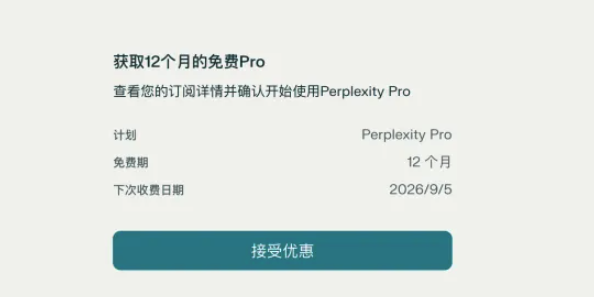 获取12个月的免费Pro
查看您的订阅详情并确认开始使用Perplexity Pro
计划 Perplexity Pro
免费期 12 个月
下次收费日期 2026/9/5
接受优惠